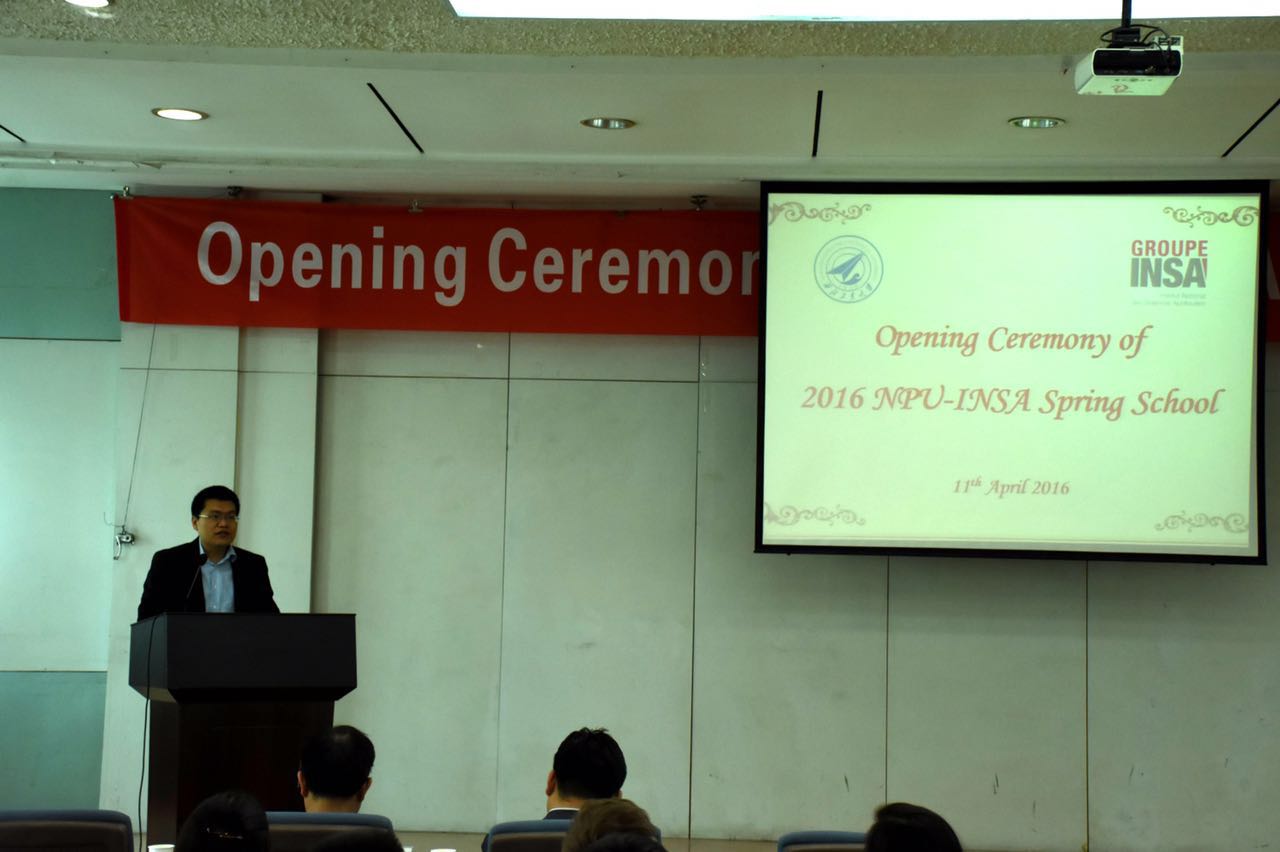 Opening Ceremon
GROUPE
INSA
Opening Ceremony of
2016 NPU-INSA Spring School
11th April 2016